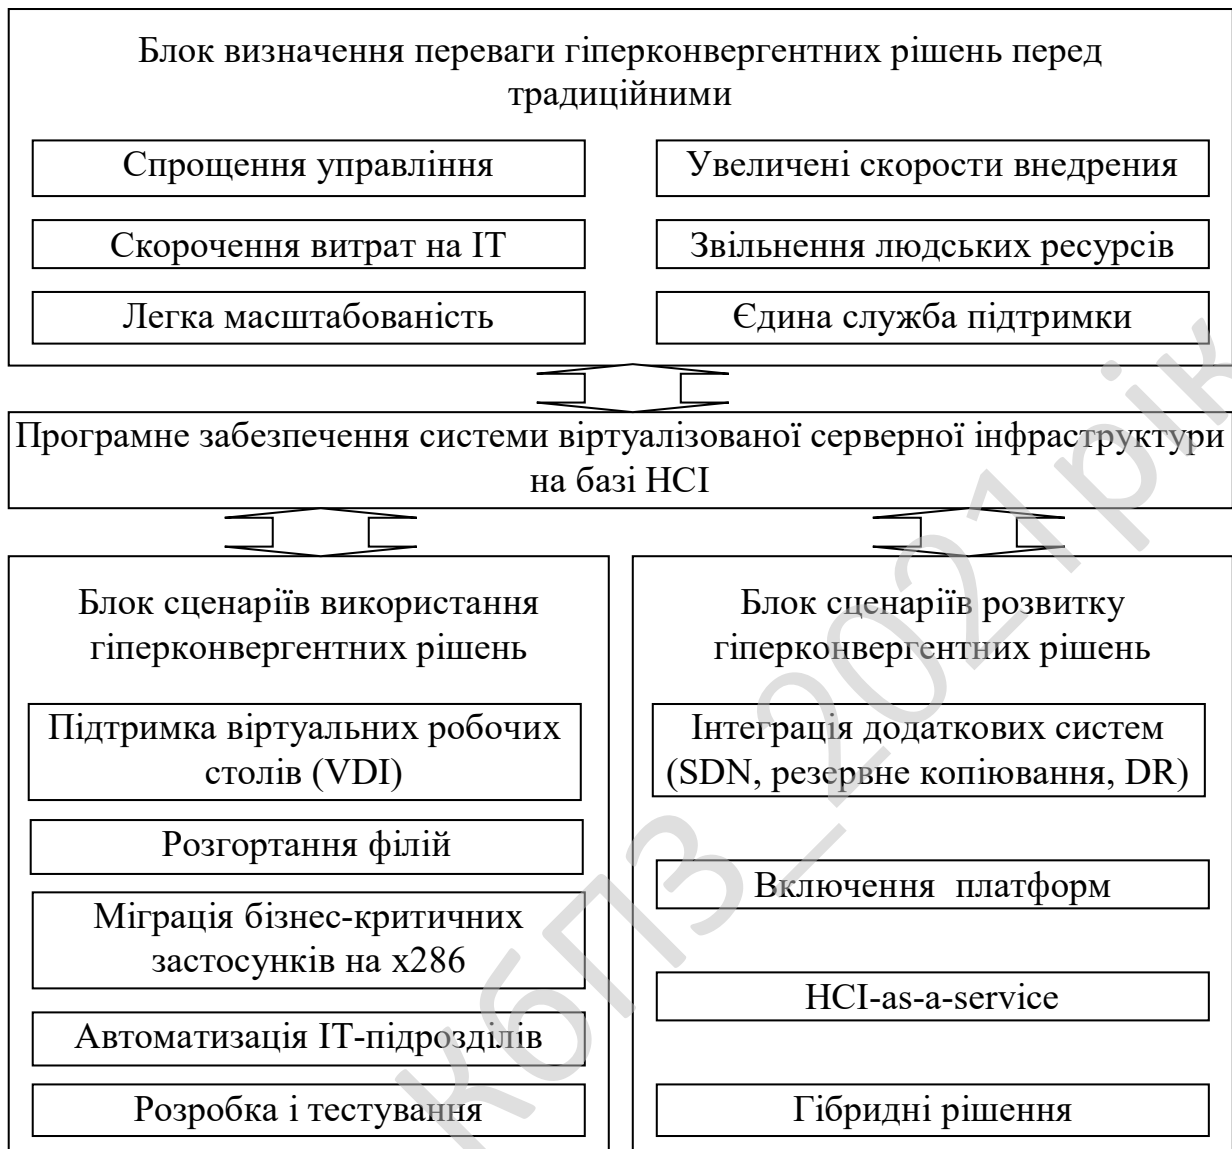 Блок визначення переваги гіперконвергентних рішень перед
традиційними
Спрощення управління
Увеличені скорости внедрения
Скорочення витрат на ІТ
Звільнення людських ресурсів
Легка масштабованість
Єдина служба підтримки
Програмне забезпечення системи віртуалізованої серверної інфраструктури
на базі HCI
Блок сценаріїв використання
гіперконвергентних рішень
Підтримка віртуальних робочих
столів (VDI)
Розгортання філій
Міграція бізнес-критичних
застосунків на x286
Автоматизація ІТ-підрозділів
Розробка і тестування
Блок сценаріїв розвитку
гіперконвергентних рішень
Інтеграція додаткових систем
(SDN, резервне копіювання, DR)
Включення  платформ
HCI-as-a-service
Гібридні рішення
КбПЗ_2021рік